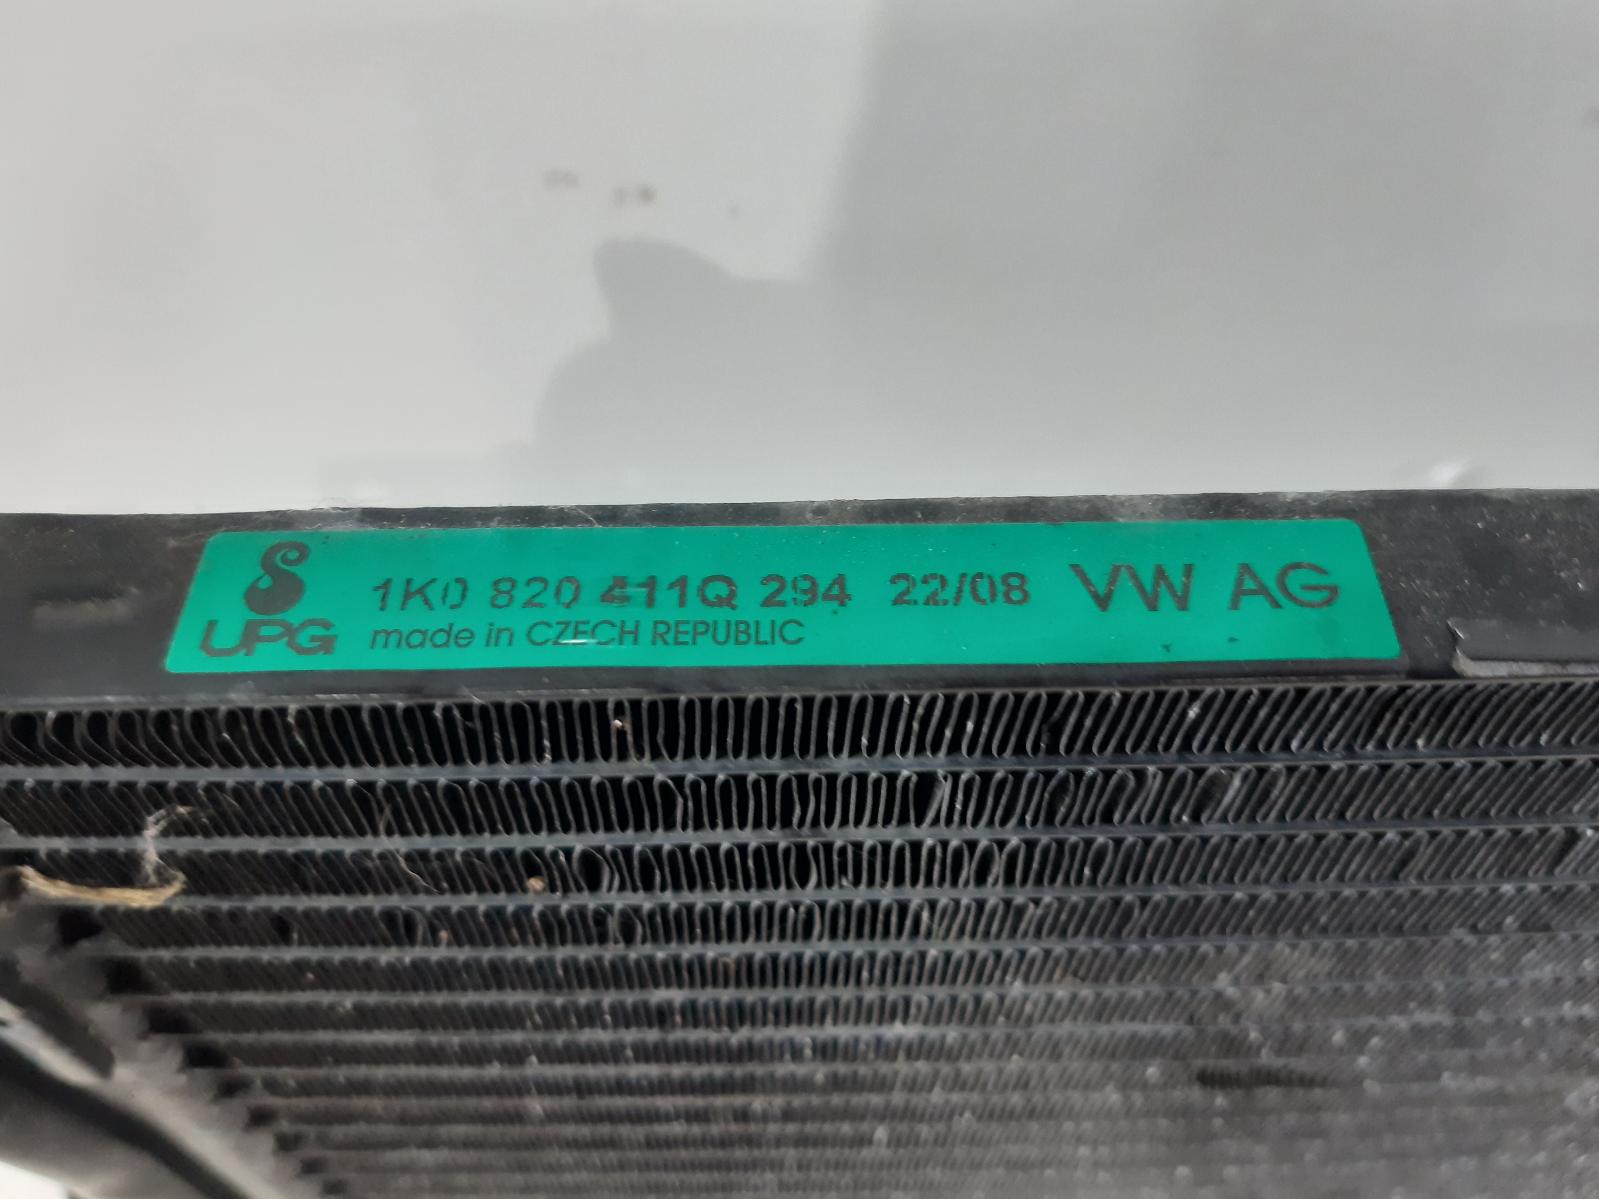 1K0 820 411Q 294 22/08 VW AG
UPG made in CZECH REPUBLIC